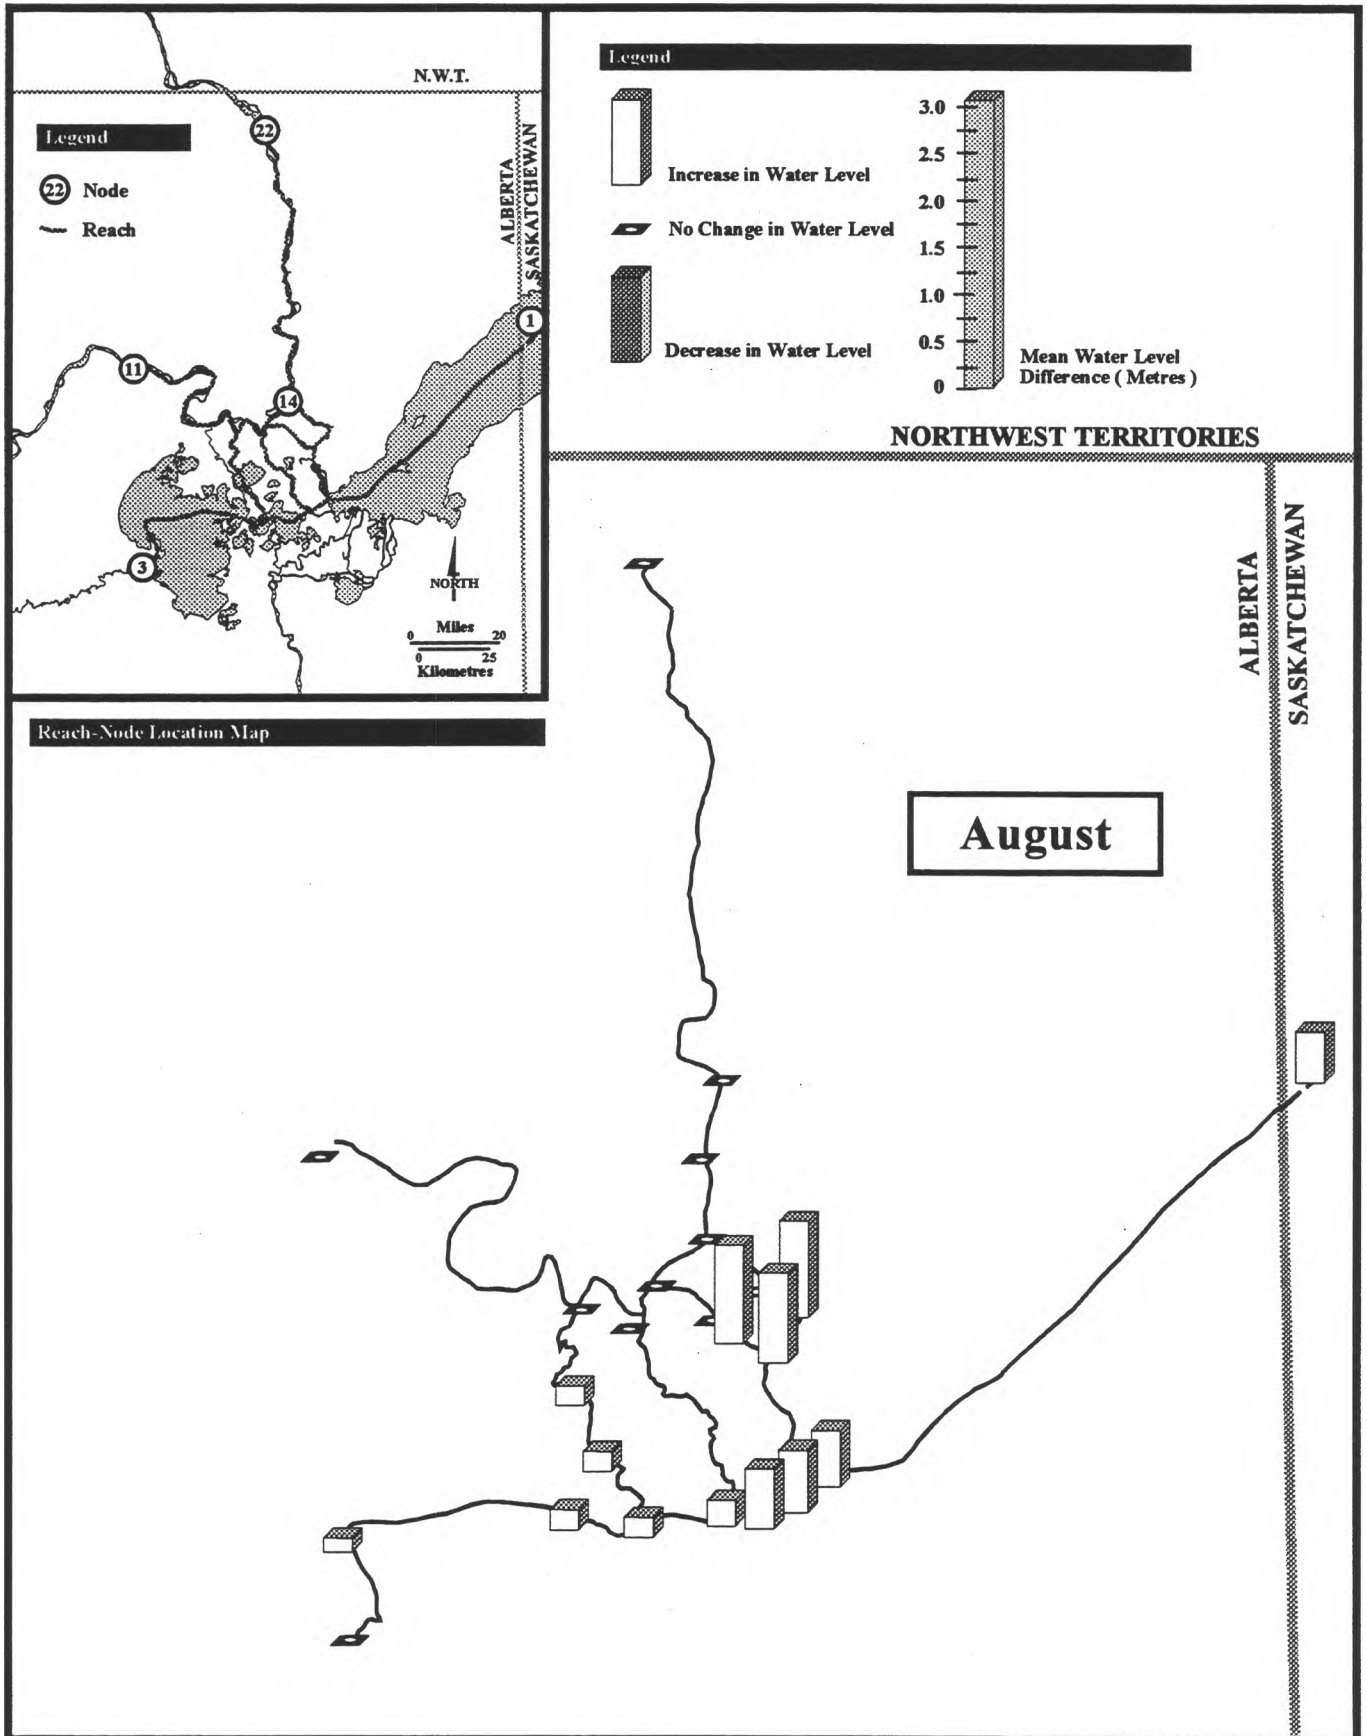 N.W.T.
Legend
22 Node
Reach
ALBERTA
SASKATCHEWAN
22
1
11
14
3
NORTH
Miles
0 20
0 25
Kilometres
Reach-Node Location Map
Legend
Increase in Water Level
No Change in Water Level
Decrease in Water Level
3.0
2.5
2.0
1.5
1.0
0.5
0
Mean Water Level
Difference ( Metres )
NORTHWEST TERRITORIES
ALBERTA
SASKATCHEWAN
August